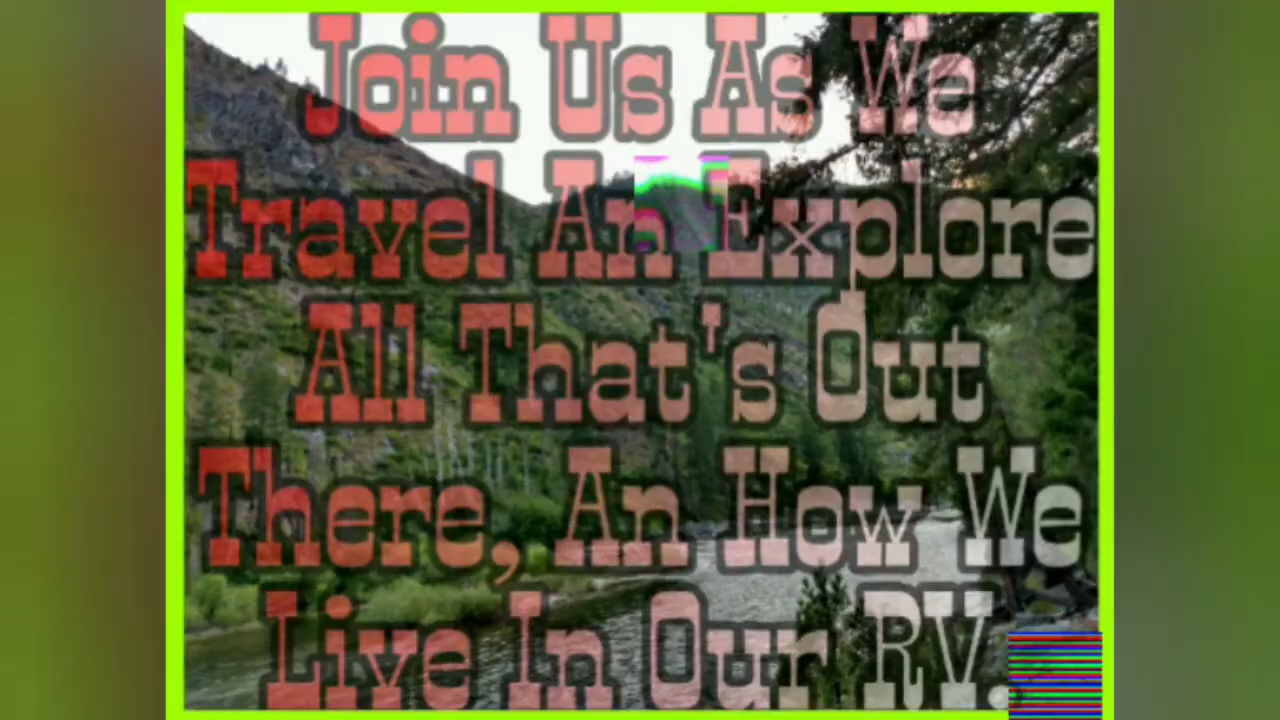 Join Us As We
Travel An Explore
All That's Out
There, An How We
Live In Our RV.